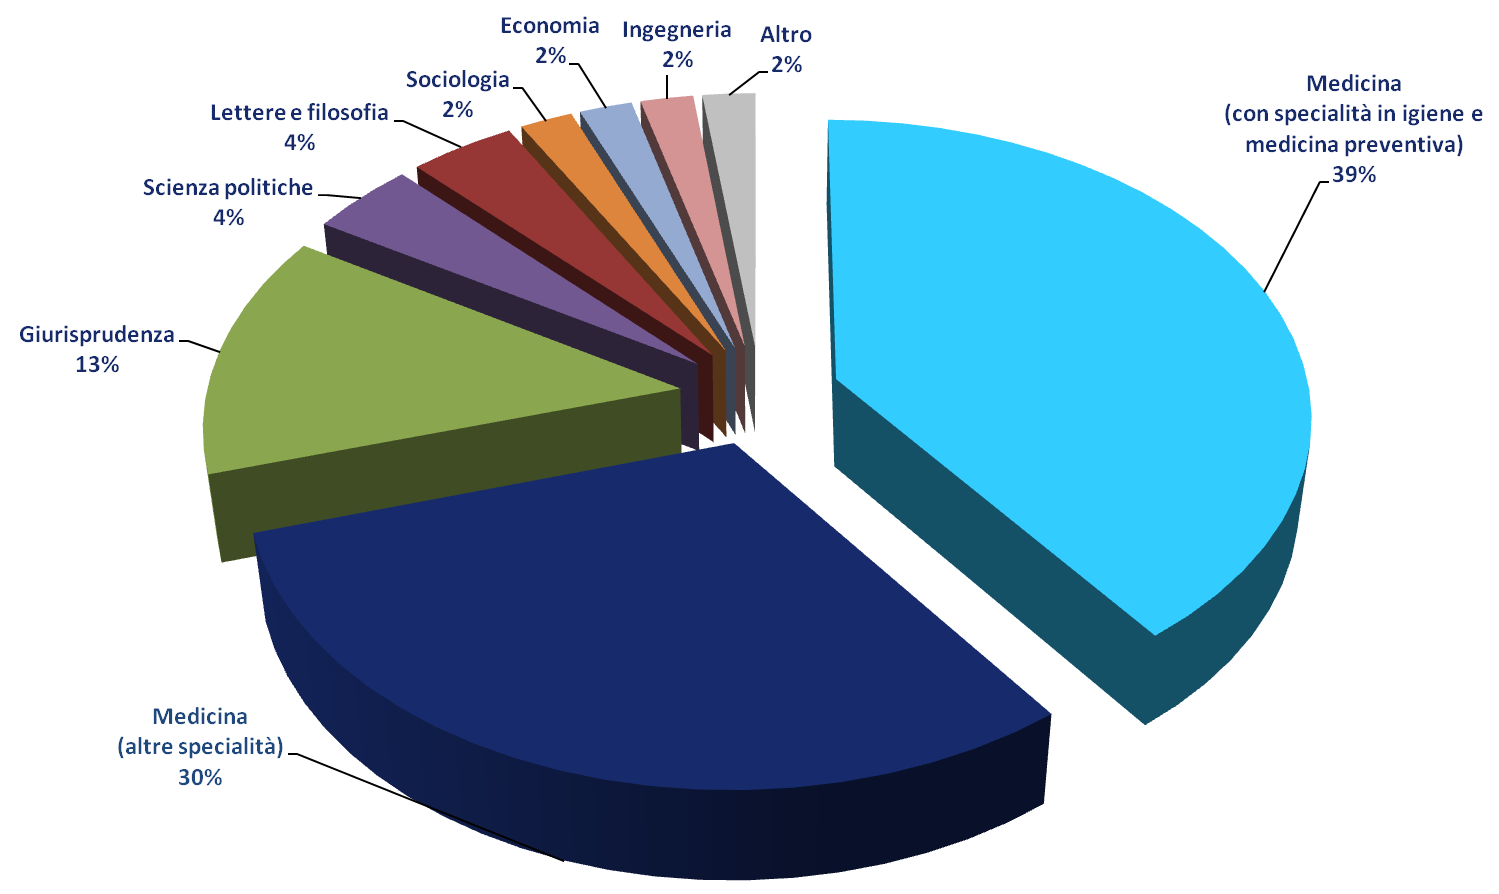 Economia
2%
Ingegneria
2%
Altro
2%
Sociologia
2%
Lettere e filosofia
4%
Scienza politiche
4%
Giurisprudenza
13%
Medicina
(con specialità in igiene e
medicina preventiva)
39%
Medicina
(altre specialità)
30%